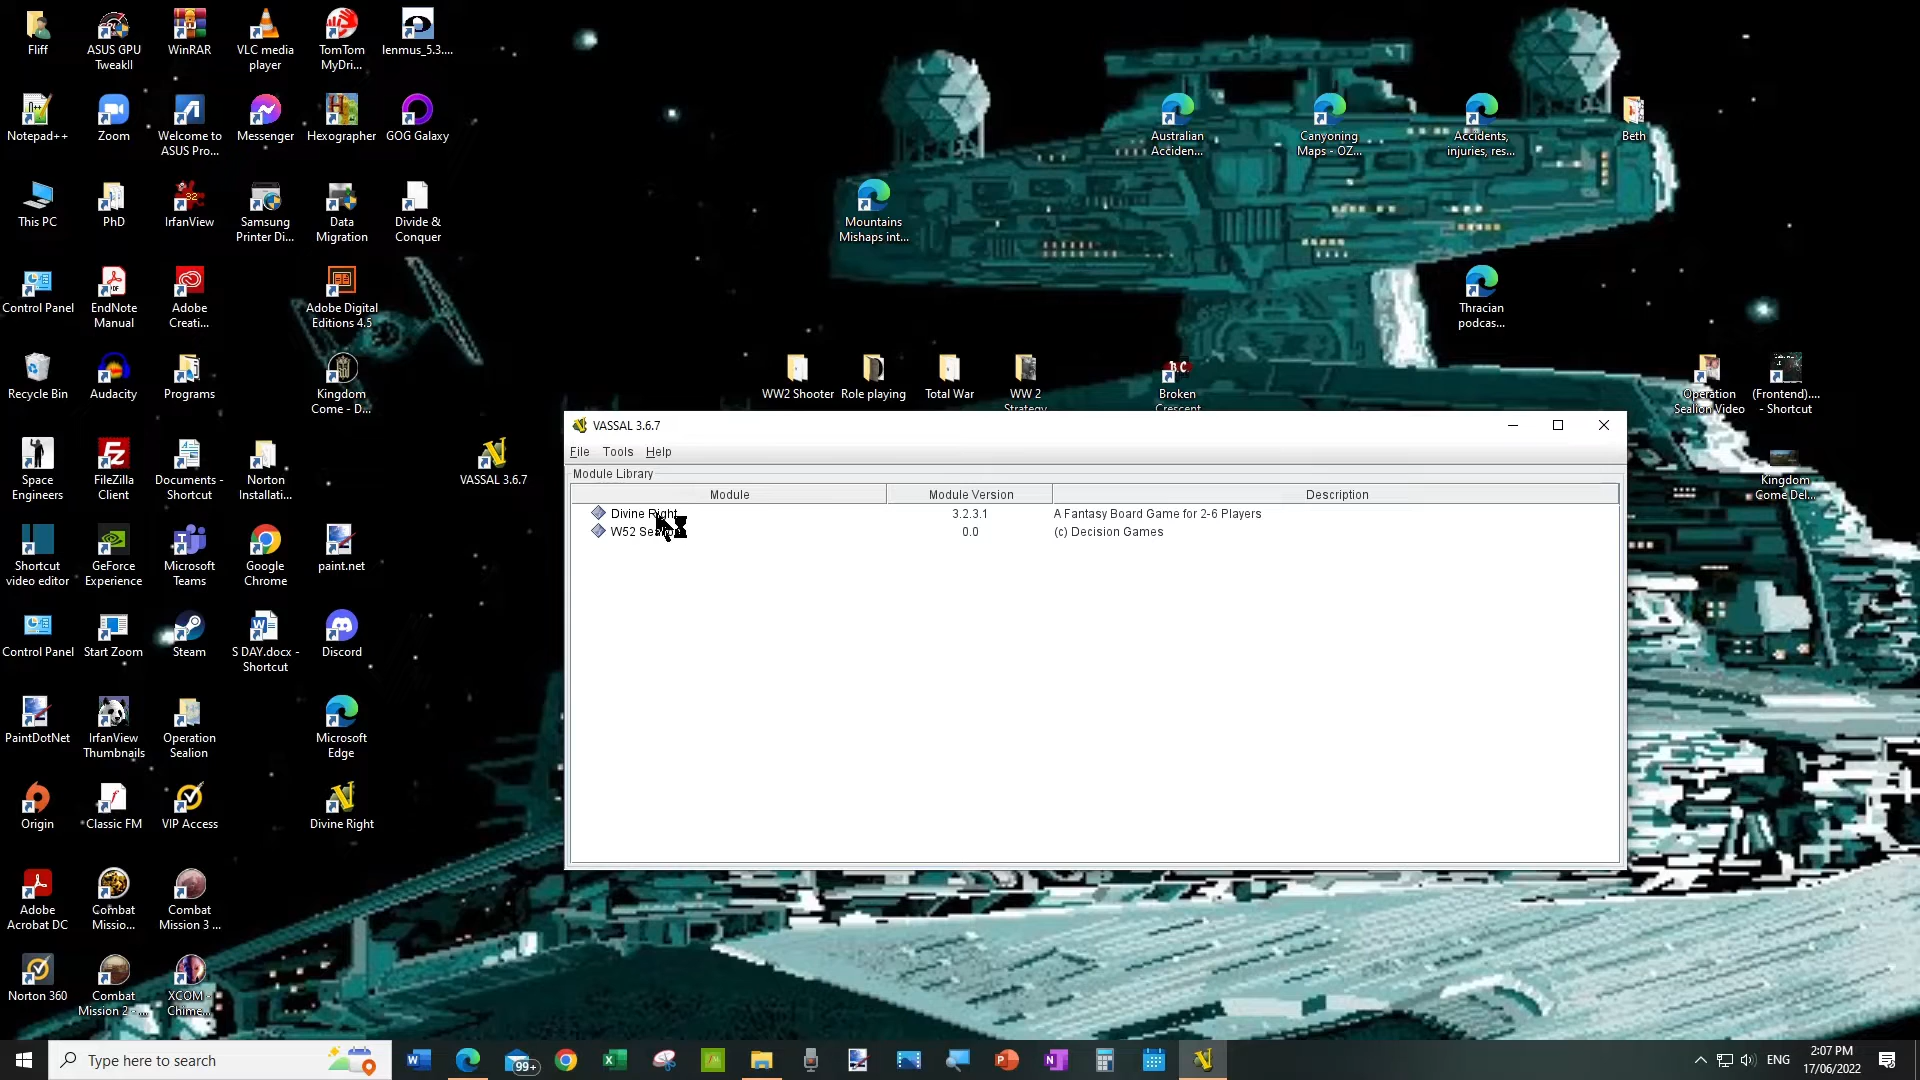 Fliff
ASUS GPU
TweakII
WinRAR
VLC media
player
TomTom
MyDri...
lenmus_5.3....
Notepad++
Zoom
Welcome to
ASUS Pro...
Messenger
Hexographer
GOG Galaxy
Australian
Acciden...
Canyoning
Maps - OZ...
Accidents,
injuries, res...
Beth
This PC
PhD
IrfanView
Samsung
Printer Di...
Data
Migration
Divide &
Conquer
Mountains
Mishaps int...
Control Panel
EndNote
Manual
Adobe
Creati...
Adobe Digital
Editions 4.5
Thracian
podcas...
Recycle Bin
Audacity
Programs
Kingdom
Come - D...
WW2 Shooter
Role playing
Total War
WW 2
Strategy
Broken
Crescent
Operation
Sealion Video
(Frontend)....
- Shortcut
Space
Engineers
FileZilla
Client
Documents -
Shortcut
Norton
Installati...
VASSAL 3.6.7
Kingdom
Come Del...
VASSAL 3.6.7
File Tools Help
Module Library
Module Module Version Description
Divine Right 3.2.3.1 A Fantasy Board Game for 2-6 Players
W52 0.0 (c) Decision Games
Shortcut
video editor
GeForce
Experience
Microsoft
Teams
Google
Chrome
paint.net
Control Panel
Start Zoom
Steam
S DAY.docx -
Shortcut
Discord
PaintDotNet
IrfanView
Thumbnails
Operation
Sealion
Microsoft
Edge
Origin
Classic FM
VIP Access
Divine Right
Adobe
Acrobat DC
Combat
Missio...
Combat
Mission 3 ...
Norton 360
Combat
Mission 2 - ...
XCOM -
Chime...
Type here to search
99+
ENG
2:07 PM
17/06/2022